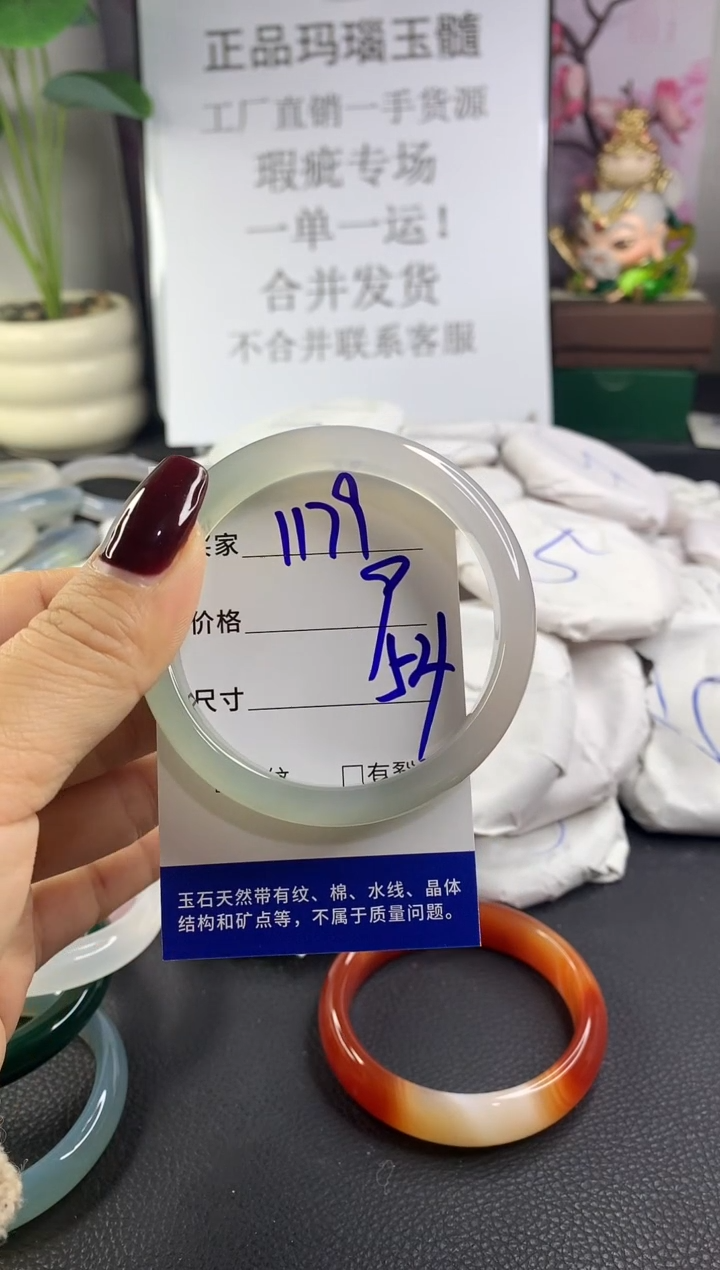 正品玛瑙玉髓
工厂直销一手货源
瑕疵专场
一单一运！
合并发货
不合并联系客服
家 1179
价格
尺寸 54
纹 □有裂
玉石天然带有纹、棉、水线、晶体
结构和矿点等，不属于质量问题。
5